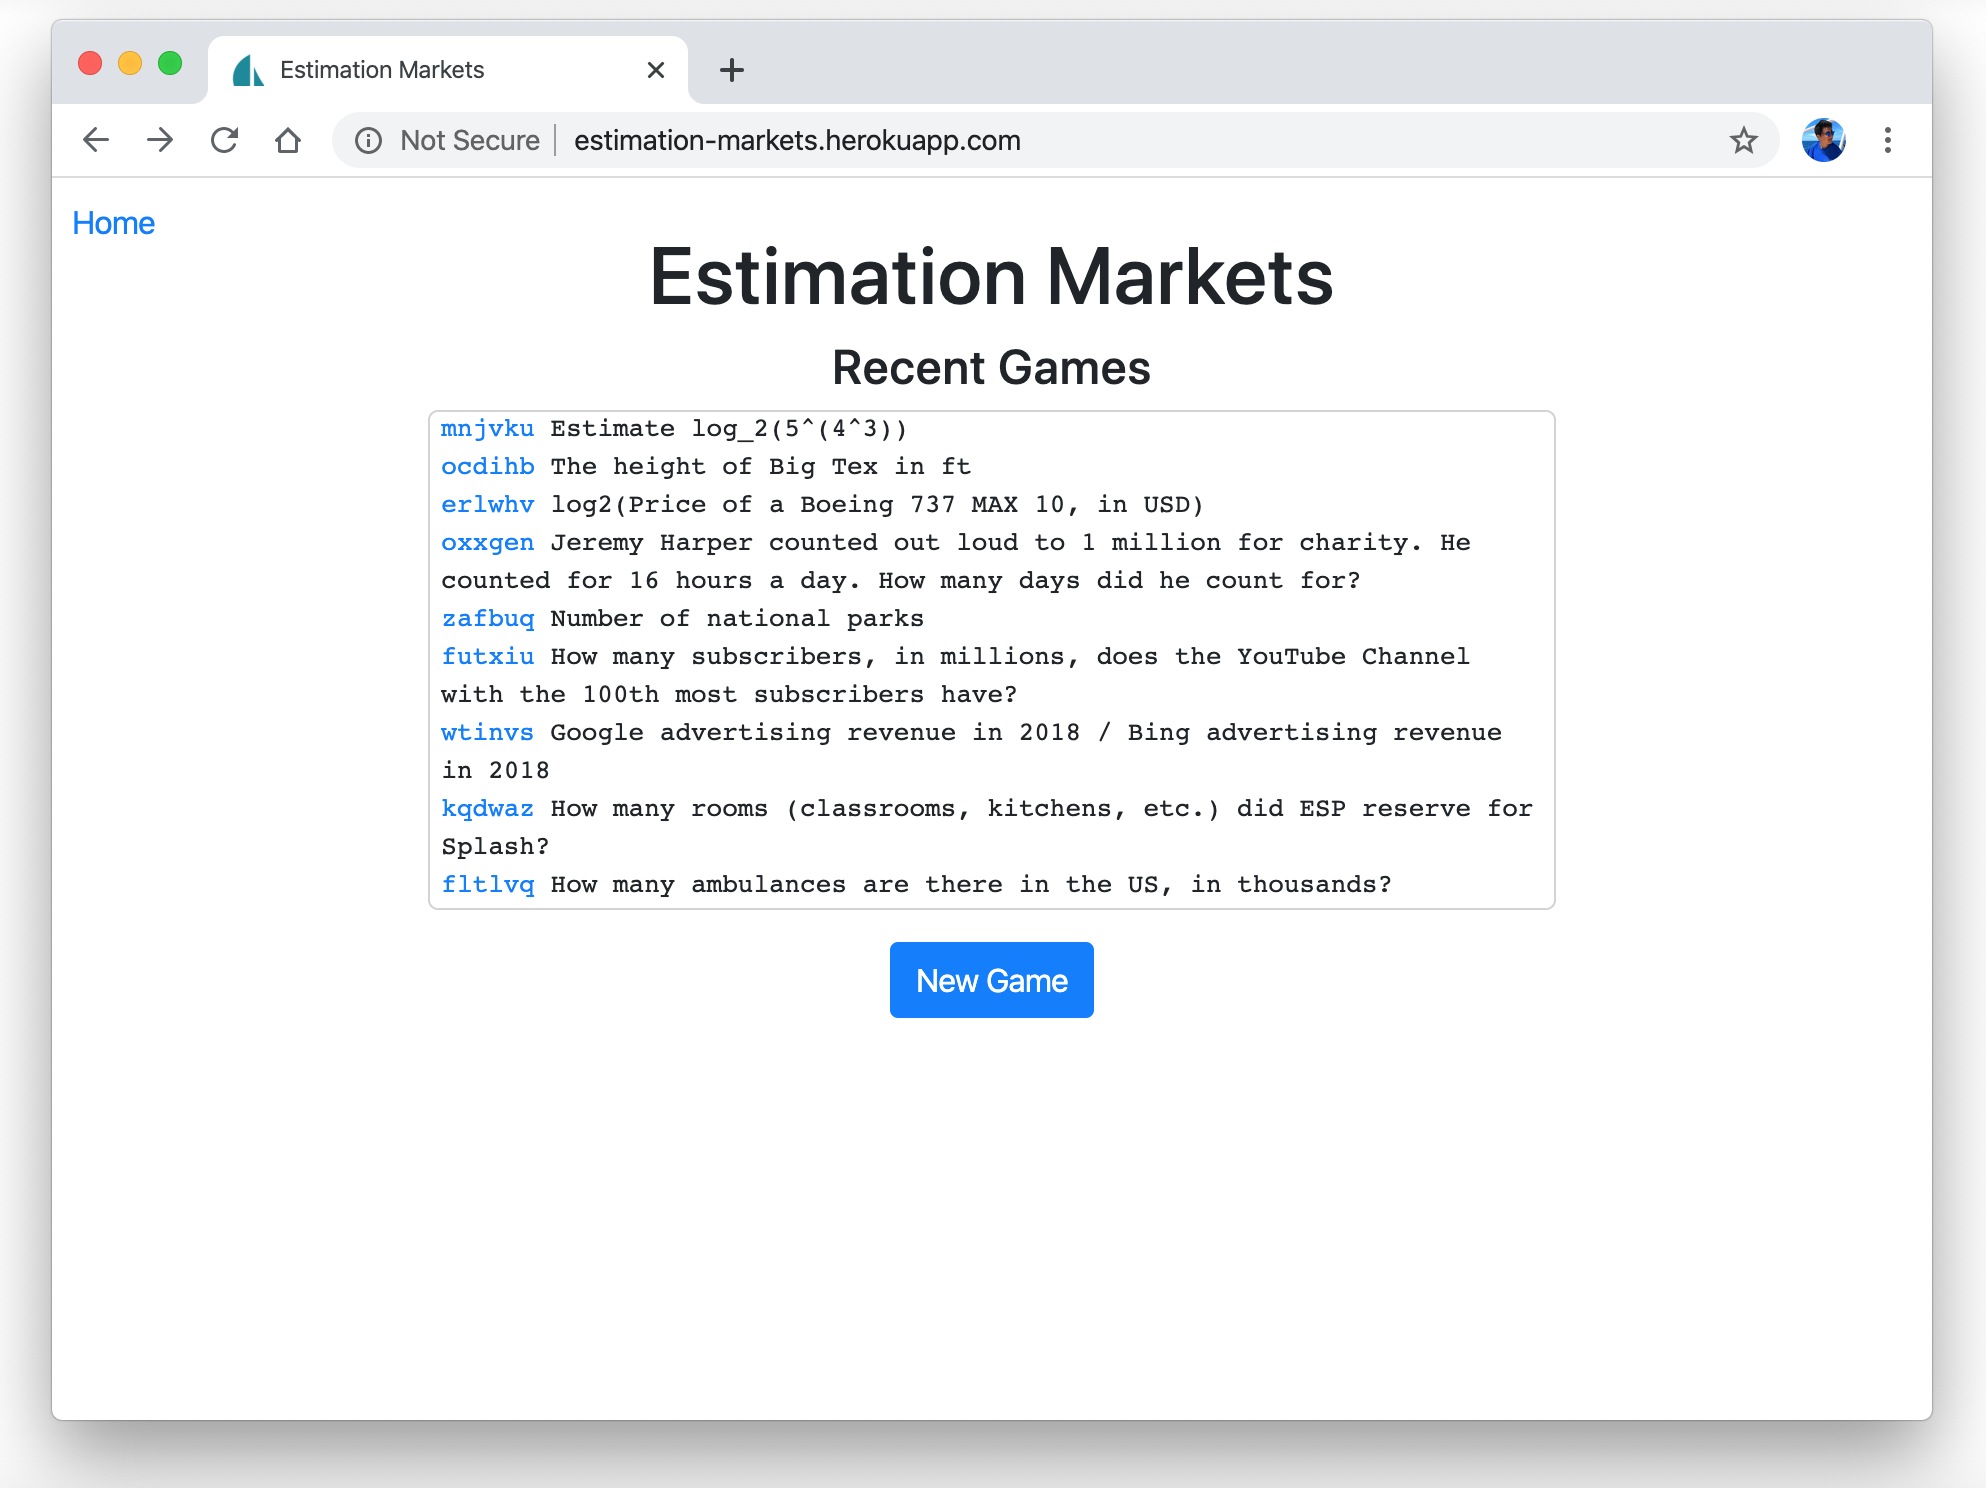 Estimation Markets
Not Secure
estimation-markets.herokuapp.com
Home
Estimation Markets
Recent Games
mnjvku Estimate log_2(5^(4^3))
ocdihb The height of Big Tex in ft
erlwhv log2(Price of a Boeing 737 MAX 10, in USD)
oxxgen Jeremy Harper counted out loud to 1 million for charity. He
counted for 16 hours a day. How many days did he count for?
zafbuq Number of national parks
futxiu How many subscribers, in millions, does the YouTube Channel
with the 100th most subscribers have?
wtinvs Google advertising revenue in 2018 / Bing advertising revenue
in 2018
kqdwaz How many rooms (classrooms, kitchens, etc.) did ESP reserve for
Splash?
fltlvq How many ambulances are there in the US, in thousands?
New Game